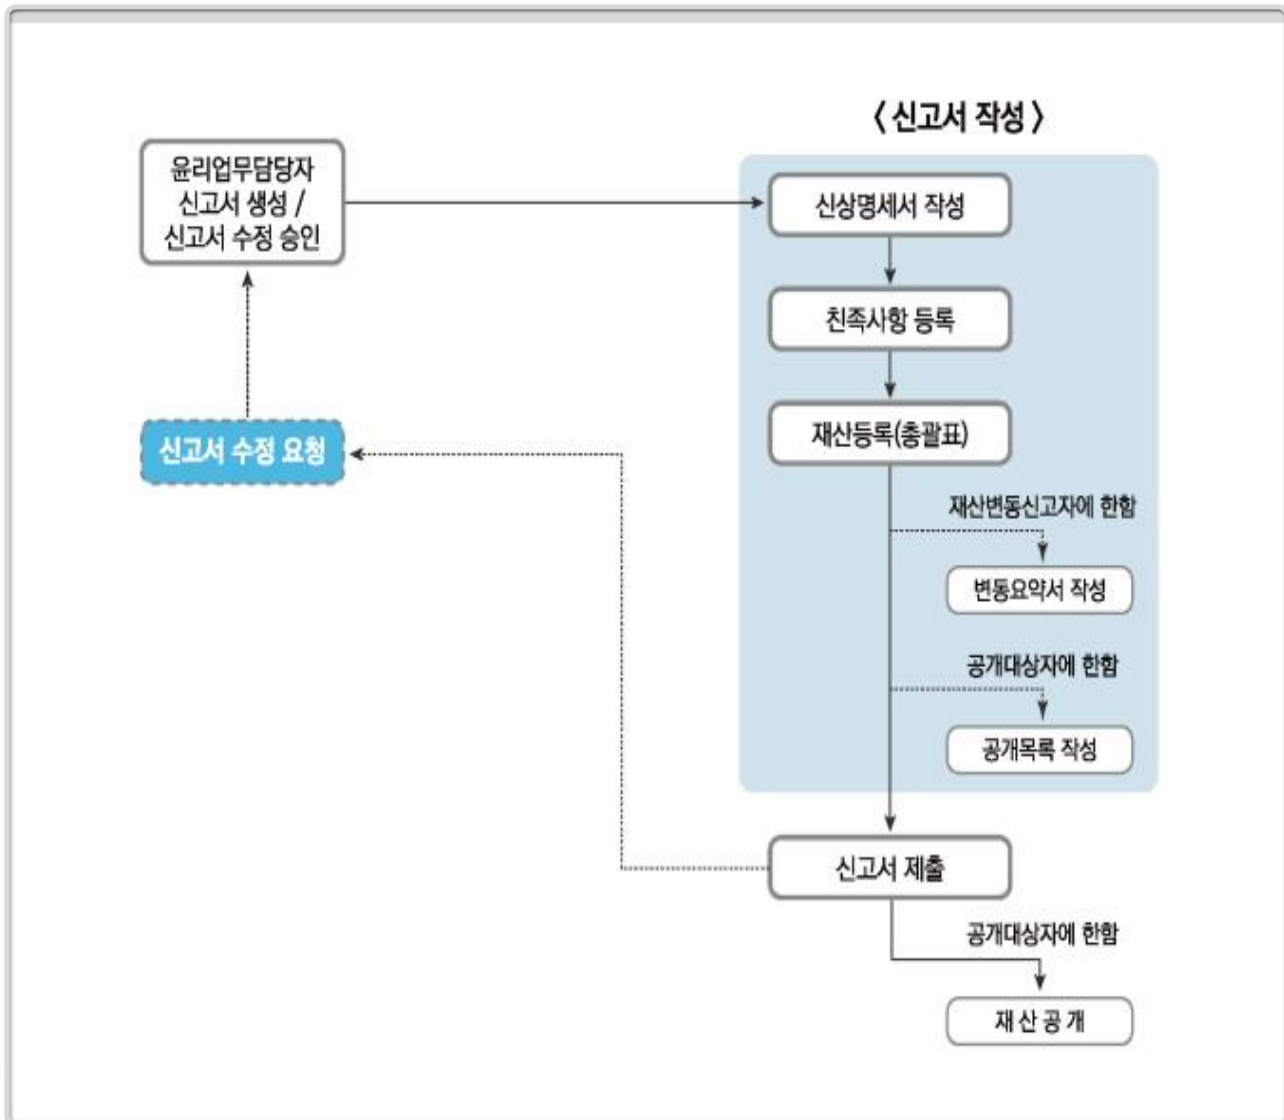 〈 신고서 작성 〉
윤리업무담당자
신고서 생성 /
신고서 수정 승인
신상명세서 작성
친족사항 등록
신고서 수정 요청
재산등록(총괄표)
재산변동신고자에 한함
변동요약서 작성
공개대상자에 한함
공개목록 작성
신고서 제출
공개대상자에 한함
재 산 공 개